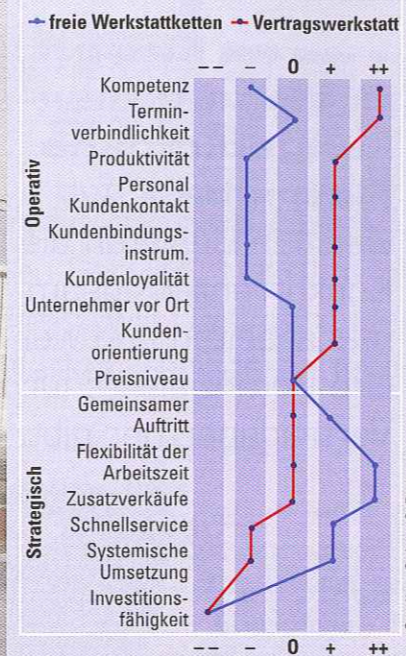 freie Werkstattketten Vertragswerkstatt
-- - 0 + ++
Operativ
Kompetenz
Termin-
verbindlichkeit
Produktivität
Personal
Kundenkontakt
Kundenbindungs-
instrum.
Kundenloyalität
Unternehmer vor Ort
Kunden-
orientierung
Preisniveau
Strategisch
Gemeinsamer
Auftritt
Flexibilität der
Arbeitszeit
Zusatzverkäufe
Schnellservice
Systemische
Umsetzung
Investitions-
fähigkeit
-- - 0 + ++